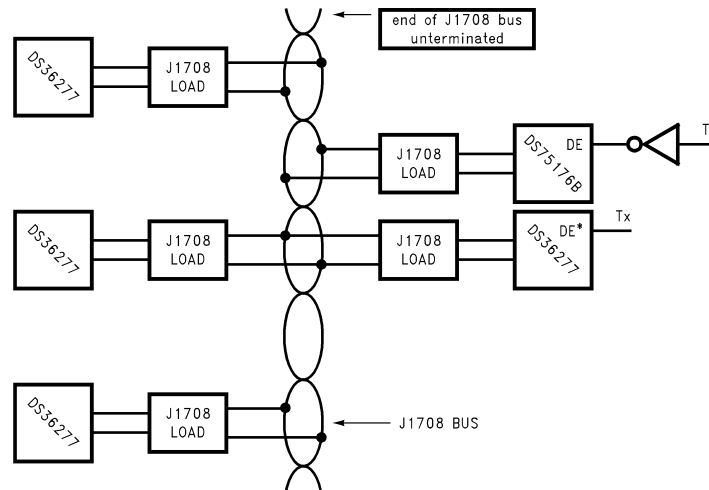 end of J1708 bus
unterminated
DS36277
J1708
LOAD
J1708
LOAD
DS75176B
DE
T
DS36277
J1708
LOAD
J1708
LOAD
DS36277
DE*
Tx
DS36277
J1708
LOAD
J1708 BUS